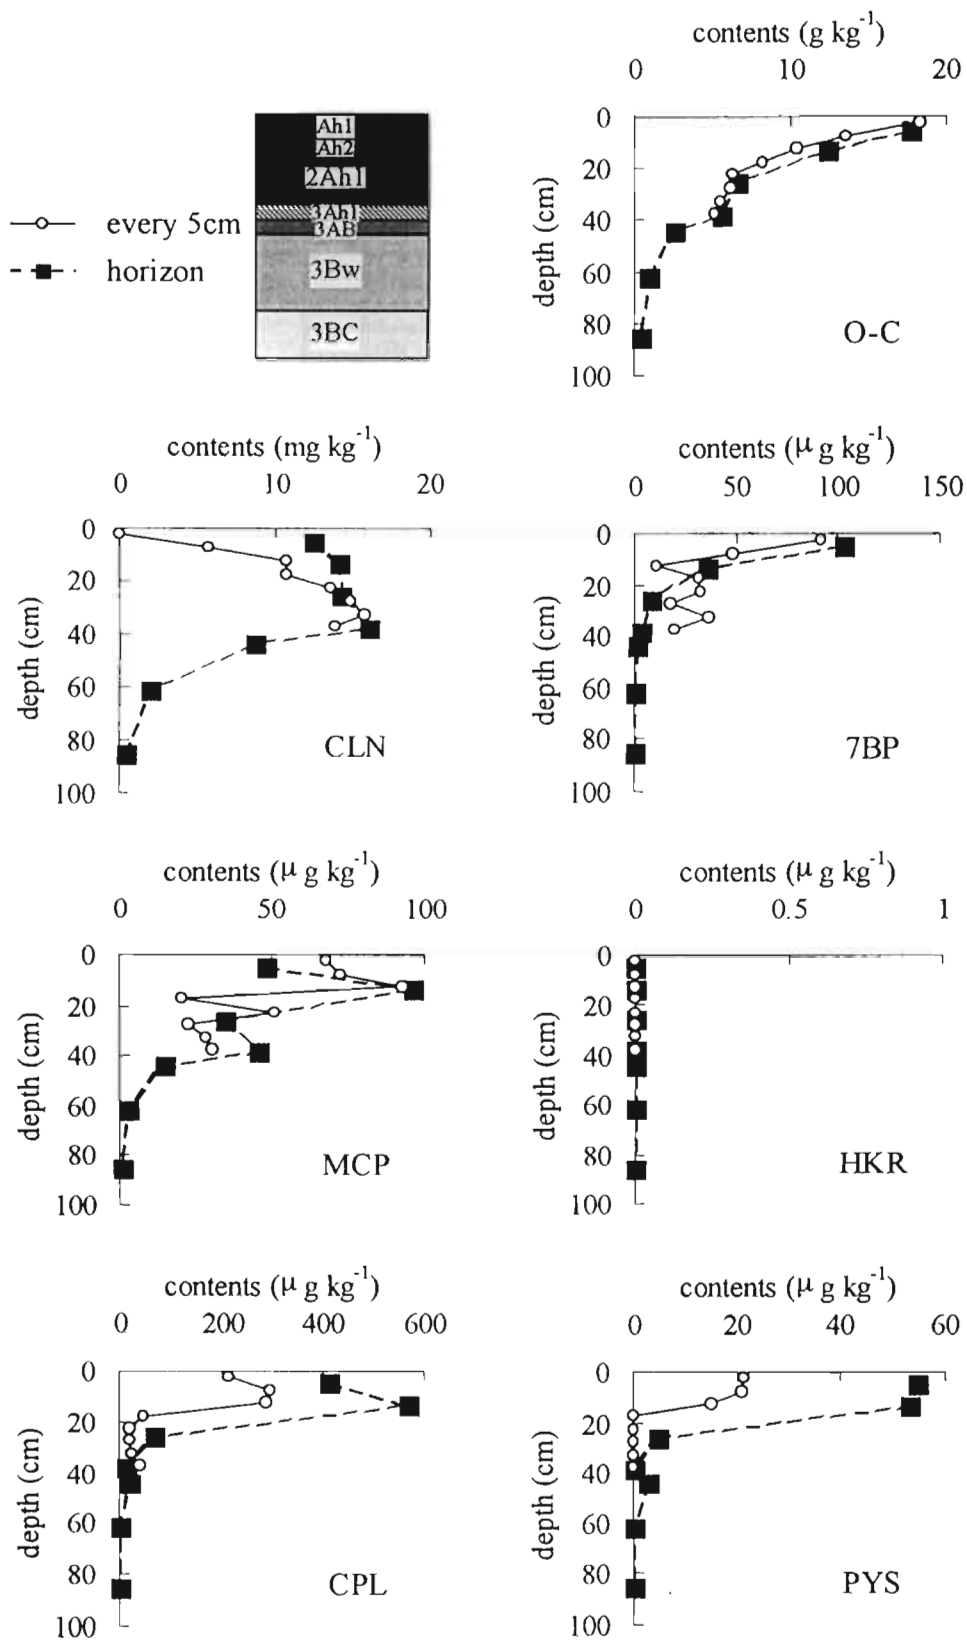 contents (g kg⁻¹)
0 10 20
Ah1
Ah2
2Ah1
3Ah1
3AB
3Bw
3BC
every 5cm
horizon
0
20
40
60
80
100
depth (cm)
O-C
contents (mg kg⁻¹)
0 10 20
0
20
40
60
80
100
depth (cm)
CLN
contents (μ g kg⁻¹)
0 50 100 150
0
20
40
60
80
100
depth (cm)
7BP
contents (μ g kg⁻¹)
0 50 100
0
20
40
60
80
100
depth (cm)
MCP
contents (μ g kg⁻¹)
0 0.5 1
0
20
40
60
80
100
depth (cm)
HKR
contents (μ g kg⁻¹)
0 200 400 600
0
20
40
60
80
100
depth (cm)
CPL
contents (μ g kg⁻¹)
0 20 40 60
0
20
40
60
80
100
depth (cm)
PYS